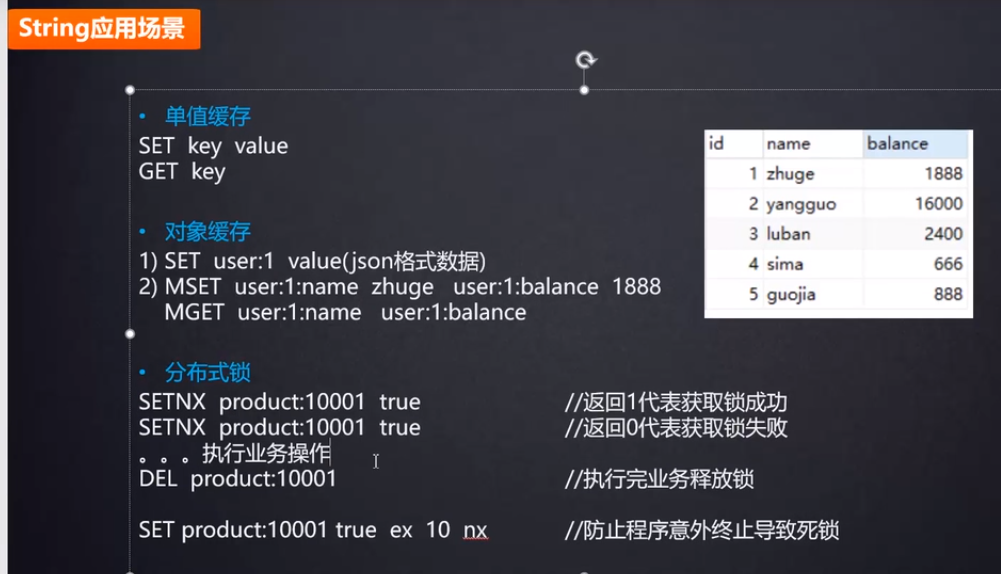 String应用场景
• 单值缓存
SET key value
GET key
• 对象缓存
1) SET user:1 value(json格式数据)
2) MSET user:1:name zhuge user:1:balance 1888
MGET user:1:name user:1:balance
• 分布式锁
SETNX product:10001 true //返回1代表获取锁成功
SETNX product:10001 true //返回0代表获取锁失败
。。。执行业务操作
DEL product:10001 //执行完业务释放锁
SET product:10001 true ex 10 nx //防止程序意外终止导致死锁
id name balance
1 zhuge 1888
2 yangguo 16000
3 luban 2400
4 sima 666
5 guojia 888